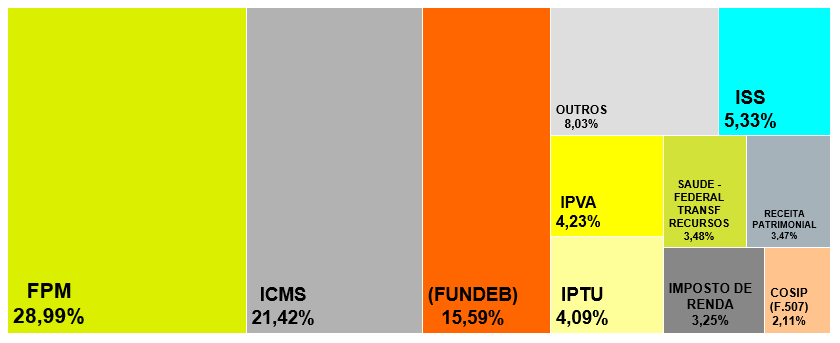 FPM
28,99%
ICMS
21,42%
(FUNDEB)
15,59%
OUTROS
8,03%
ISS
5,33%
IPVA
4,23%
SAUDE -
FEDERAL
TRANSF
RECURSOS
3,48%
RECEITA
PATRIMONIAL
3,47%
IPTU
4,09%
IMPOSTO DE
RENDA
3,25%
COSIP
(F.507)
2,11%